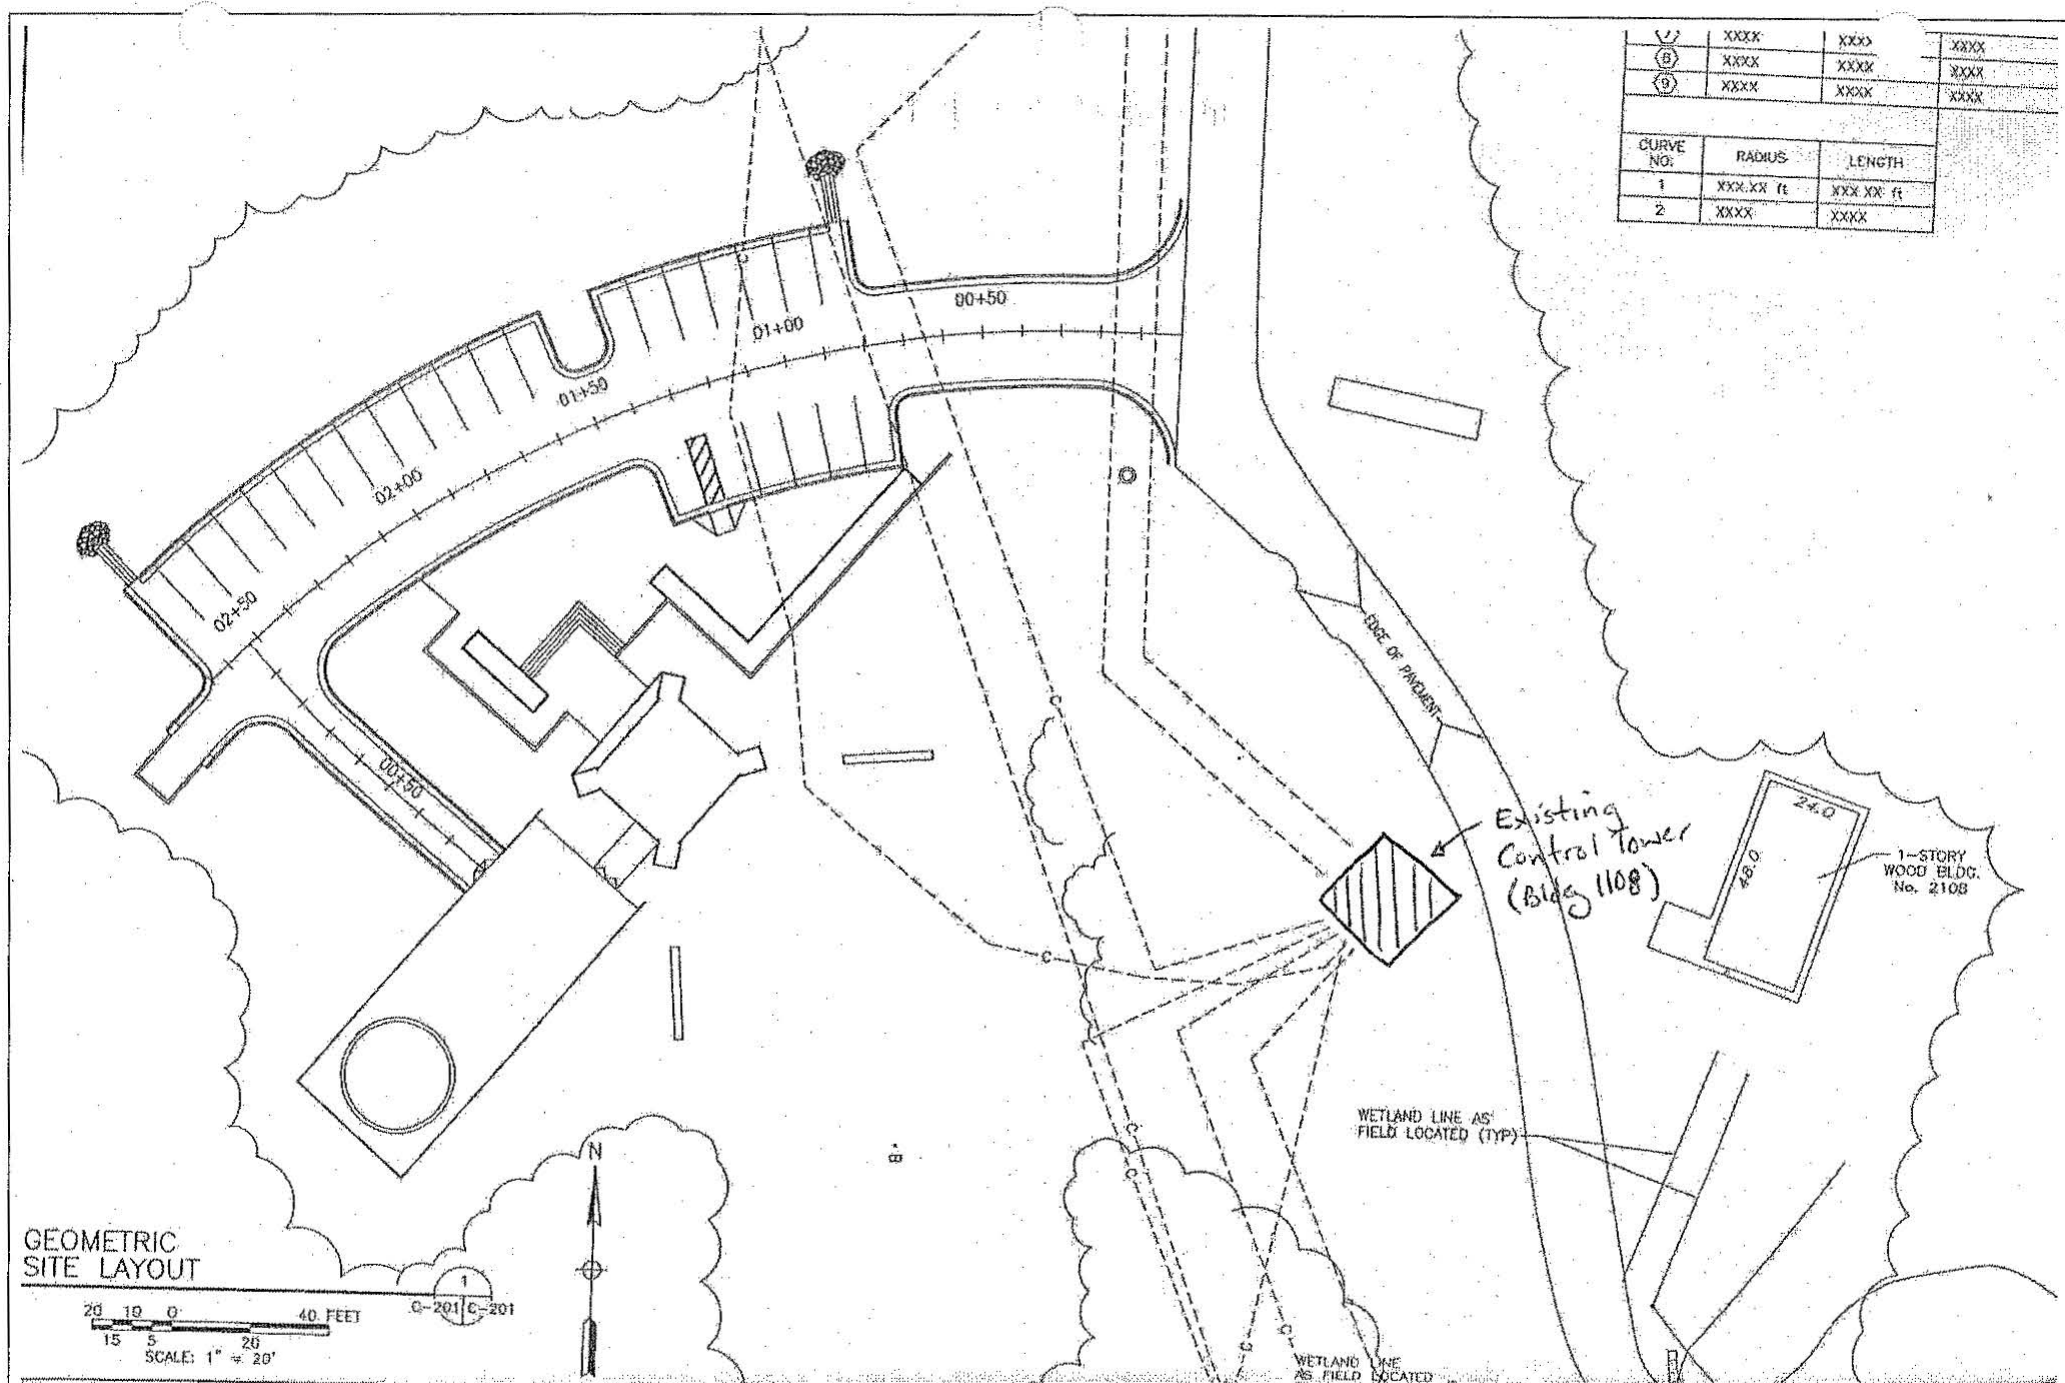 7 XXXX XXXX XXXX
8 XXXX XXXX XXXX
9 XXXX XXXX XXXX
CURVE NO. RADIUS LENGTH
1 XXX.XX ft XXX.XX ft
2 XXXX XXXX
00+50
01+00
01+50
02+00
02+50
00+50
EDGE OF PAVEMENT
C
C
C
C
C
C
C
C
Existing
Control Tower
(Bldg 1108)
24.0
48.0
1-STORY
WOOD BLDG.
No. 2108
WETLAND LINE AS
FIELD LOCATED (TYP)
N
GEOMETRIC
SITE LAYOUT
1
C-201 C-201
20 10 0 40 FEET
15 5 20
SCALE: 1" = 20'
WETLAND LINE
AS FIELD LOCATED